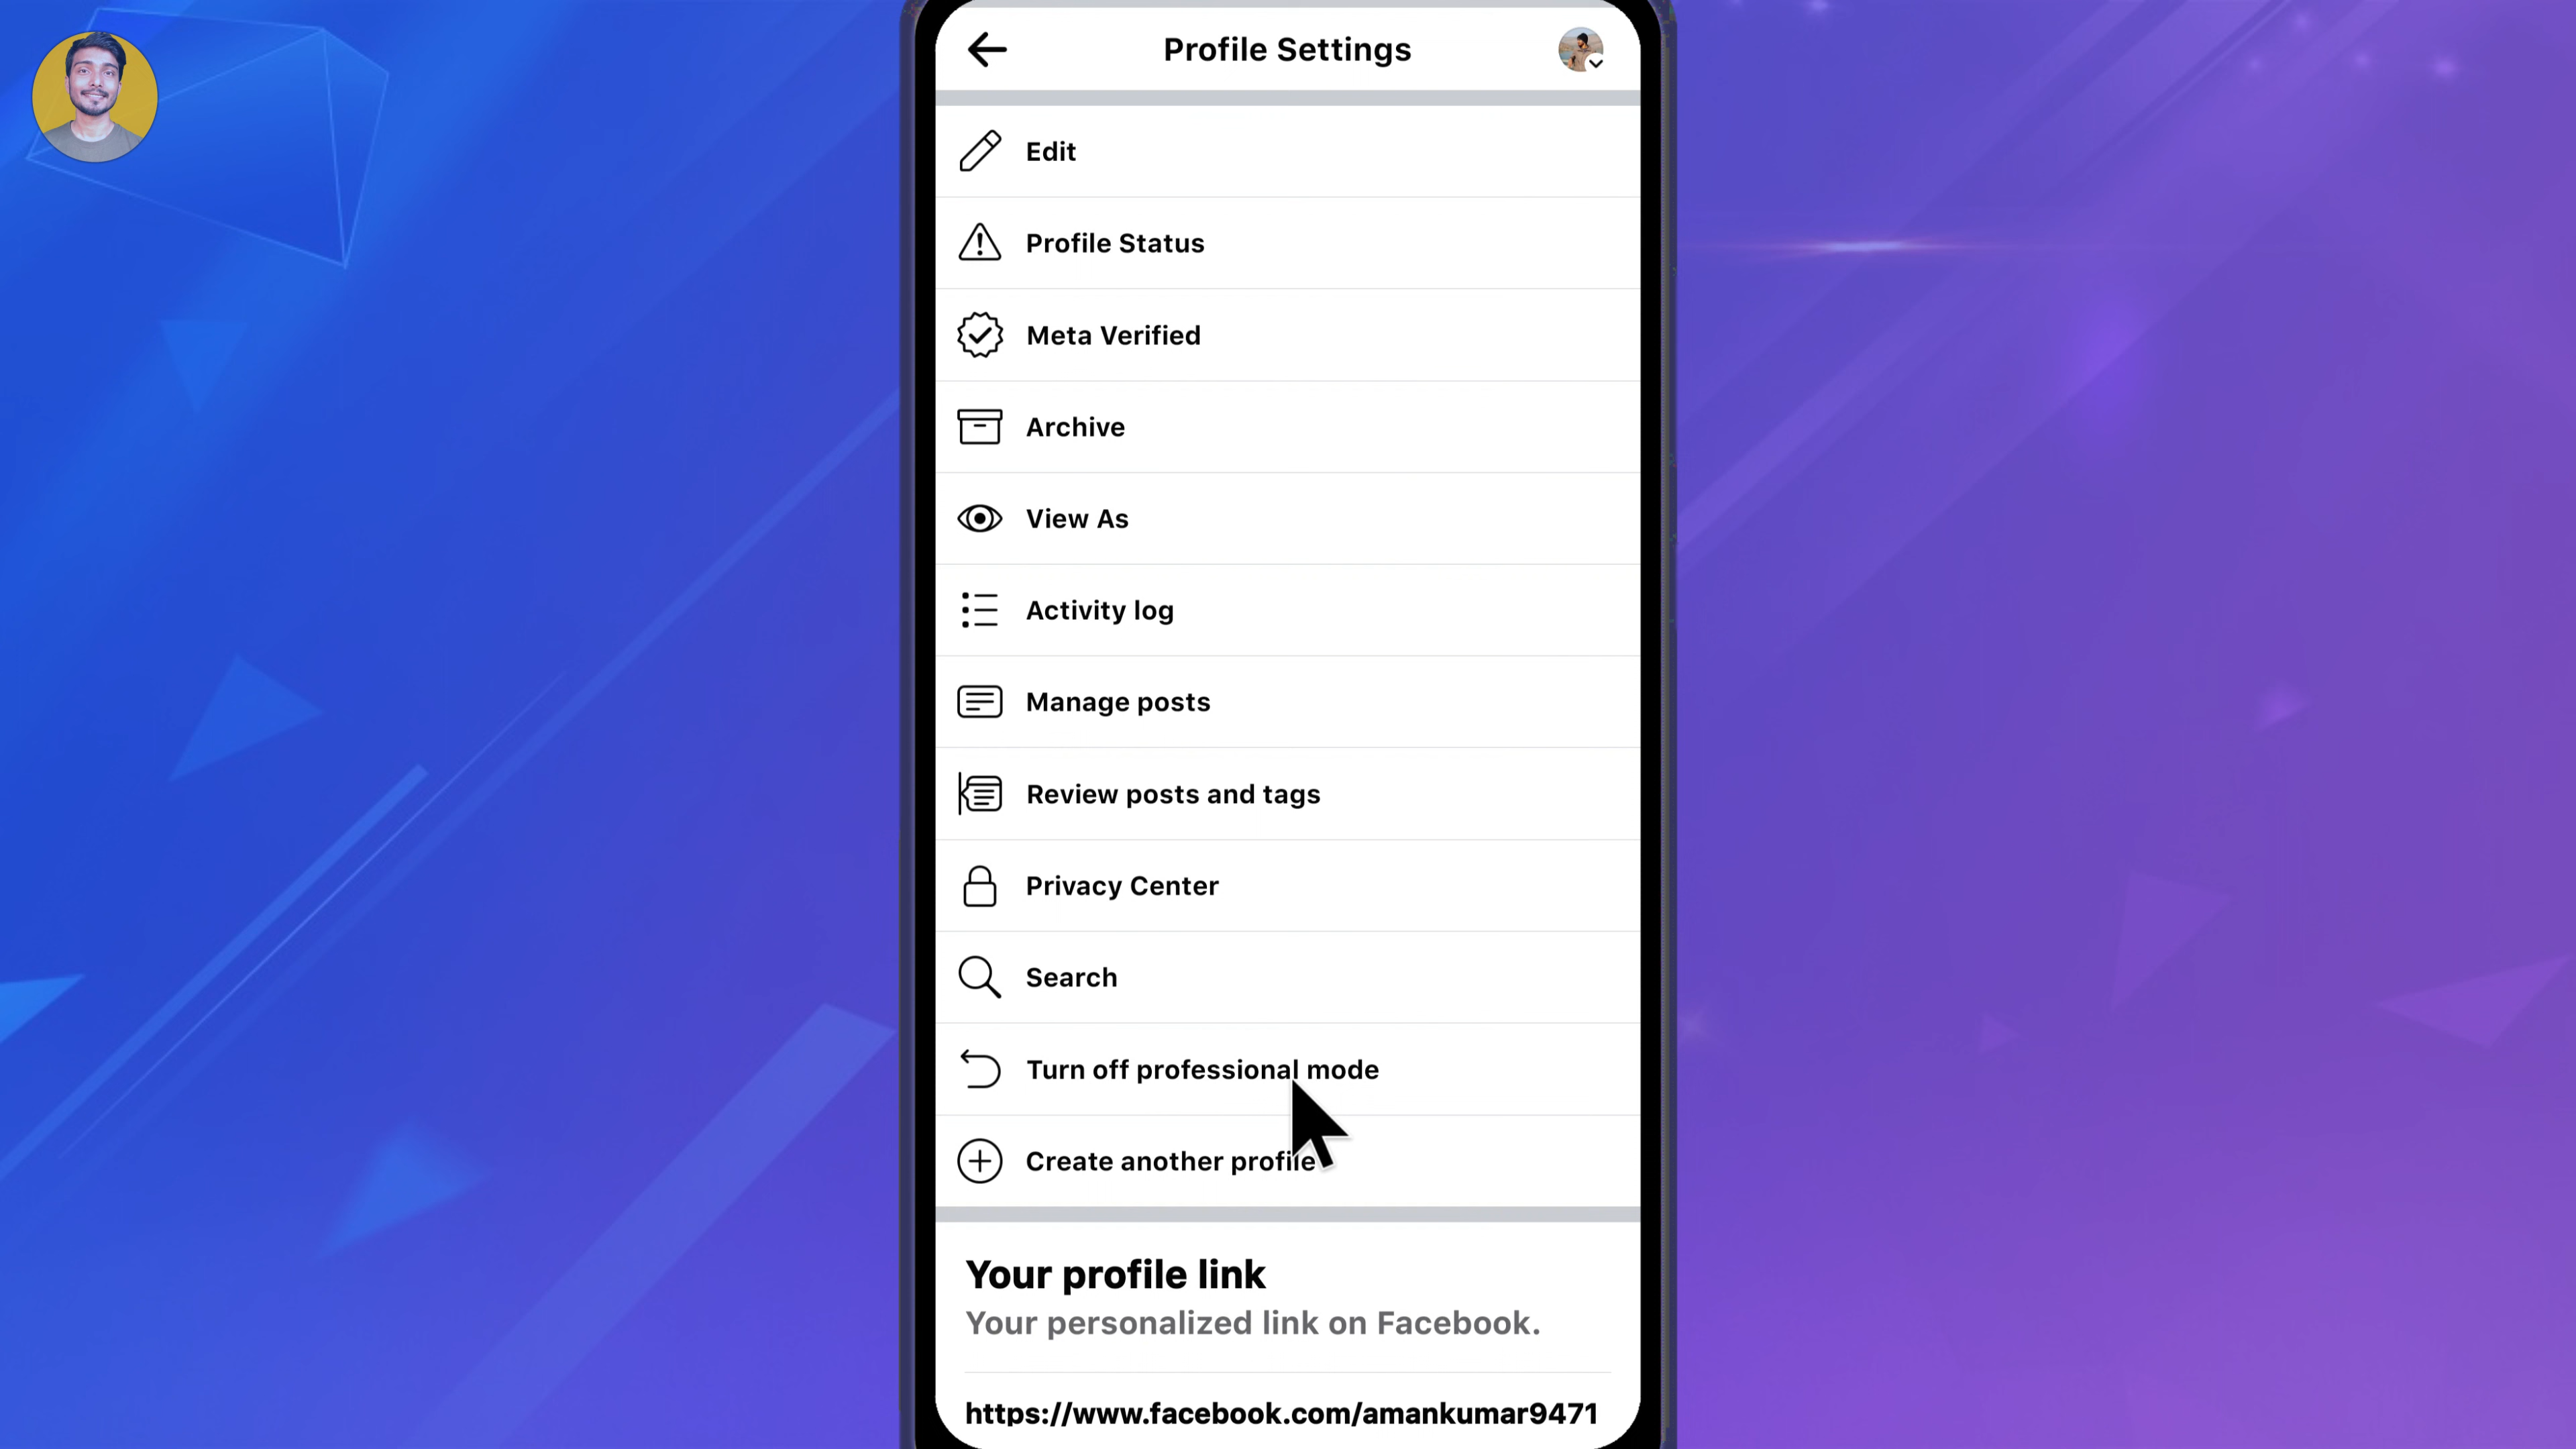 Profile Settings
Edit
Profile Status
Meta Verified
Archive
View As
Activity log
Manage posts
Review posts and tags
Privacy Center
Search
Turn off professional mode
Create another profile
Your profile link
Your personalized link on Facebook.
https://www.facebook.com/amankumar9471